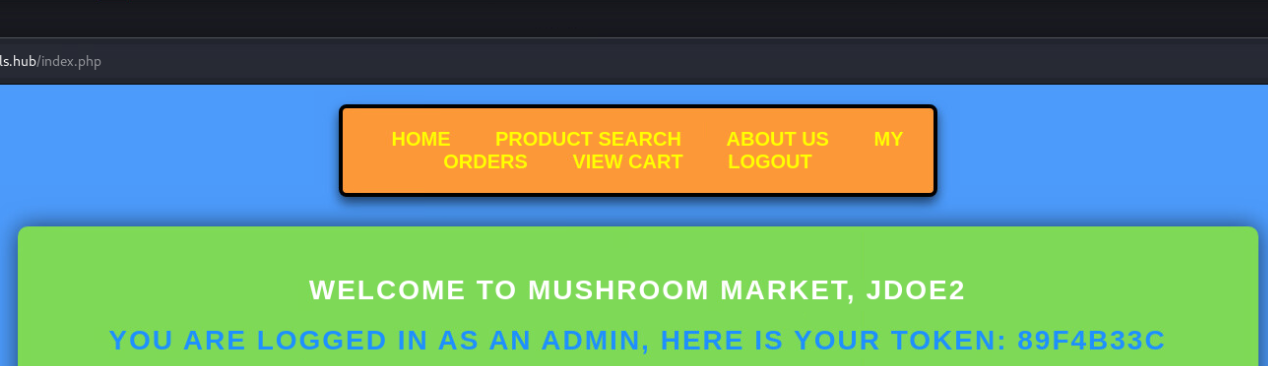 ls.hub/index.php
HOME PRODUCT SEARCH ABOUT US MY
ORDERS VIEW CART LOGOUT
WELCOME TO MUSHROOM MARKET, JDOE2
YOU ARE LOGGED IN AS AN ADMIN, HERE IS YOUR TOKEN: 89F4B33C